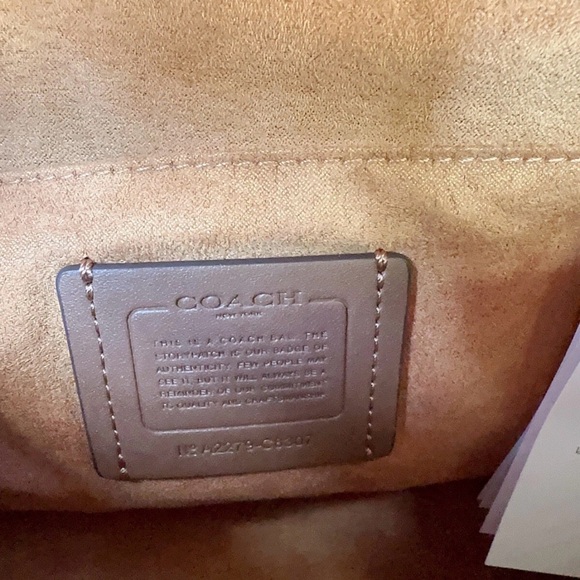 COACH
NEW YORK
THIS IS A COACH BAG. THE
STORYPATCH IS OUR BADGE OF
AUTHENTICITY. FEW PEOPLE MAY
SEE IT, BUT IT WILL ALWAYS BE A
REMINDER OF OUR COMMITMENT
TO QUALITY AND CRAFTSMANSHIP.